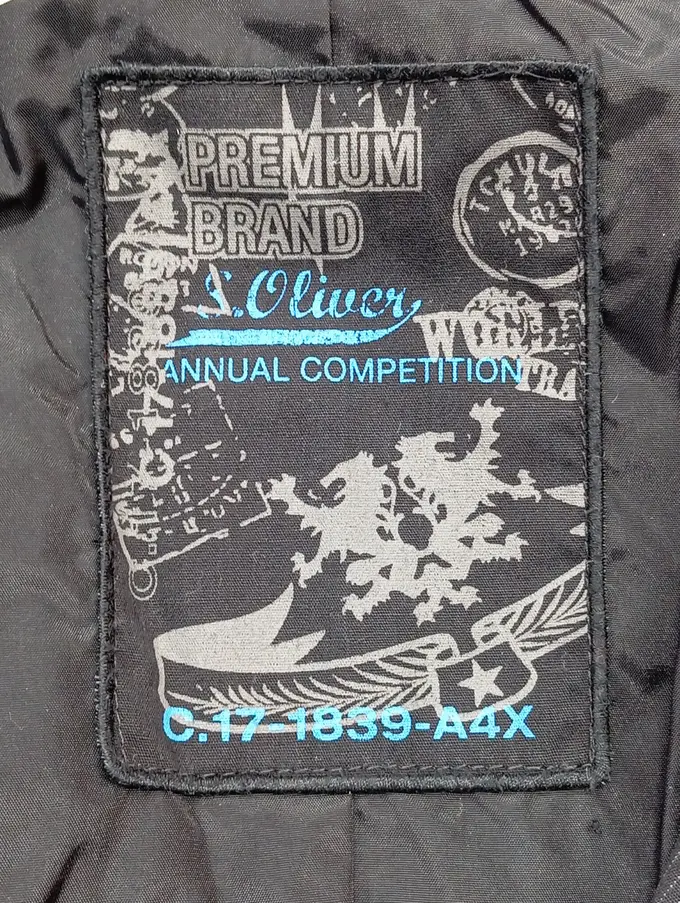 PREMIUM
BRAND
S.Oliver
ANNUAL COMPETITION
C.17-1839-A4X